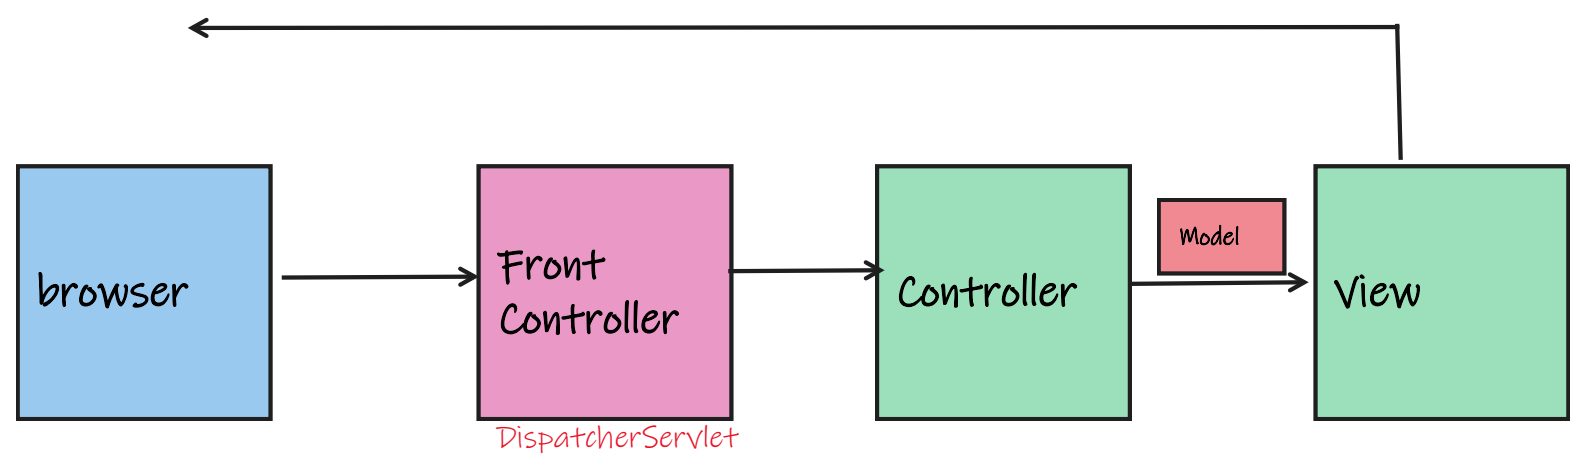 browser
Front
Controller
DispatcherServlet
Controller
Model
View